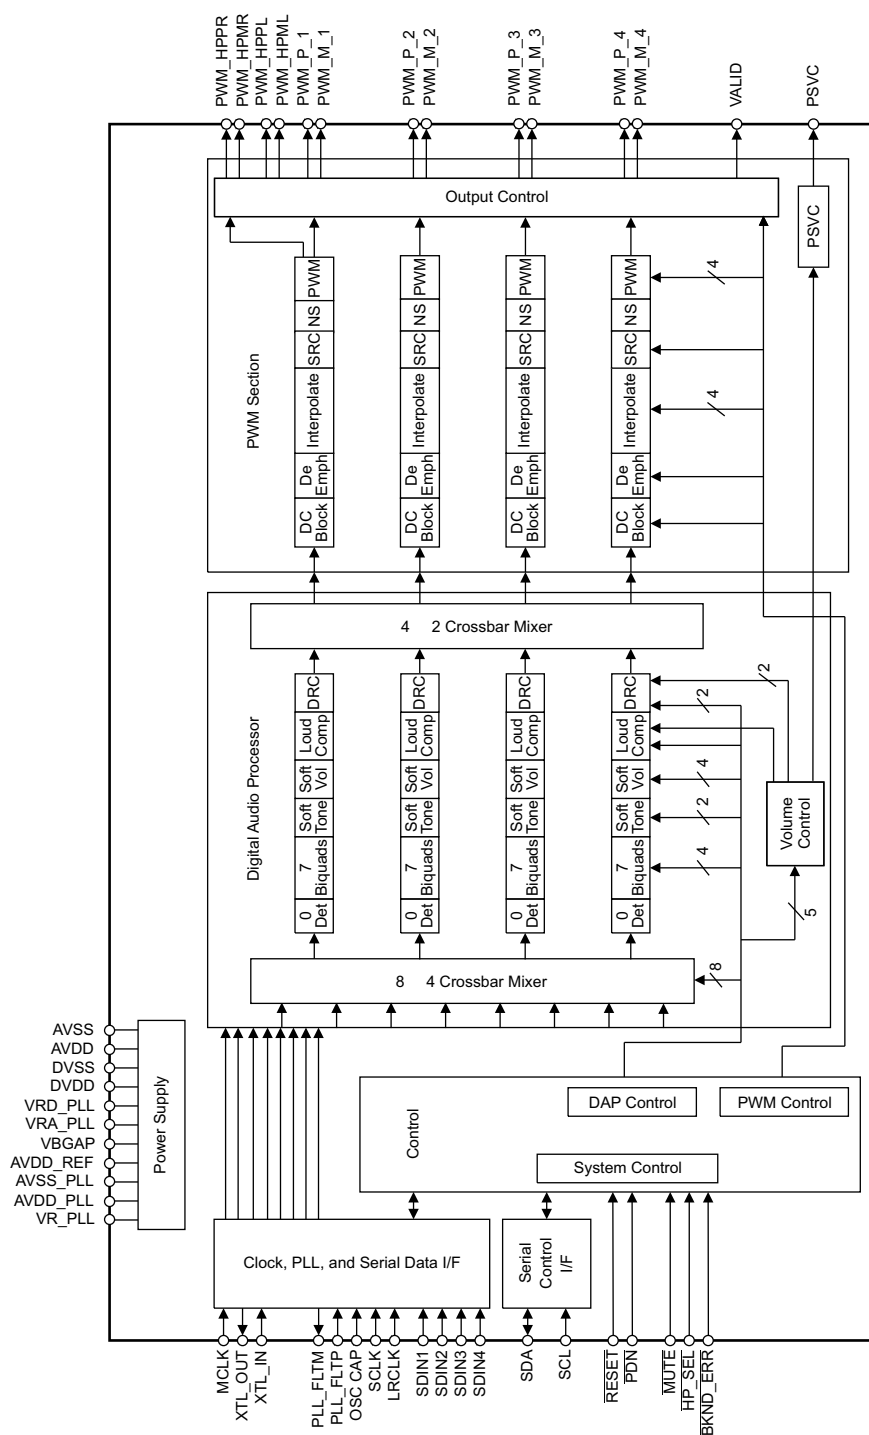 PWM_HPPR
PWM_HPMR
PWM_HPPL
PWM_HPML
PWM_P_1
PWM_M_1
PWM_P_2
PWM_M_2
PWM_P_3
PWM_M_3
PWM_P_4
PWM_M_4
VALID
PSVC
Output Control
PSVC
PWM Section
DC
Block
De
Emph
Interpolate
SRC
NS
PWM
DC
Block
De
Emph
Interpolate
SRC
NS
PWM
DC
Block
De
Emph
Interpolate
SRC
NS
PWM
DC
Block
De
Emph
Interpolate
SRC
NS
PWM
4
4
4 2 Crossbar Mixer
Digital Audio Processor
0
Det
7
Biquads
Soft
Tone
Soft
Vol
Loud
Comp
DRC
0
Det
7
Biquads
Soft
Tone
Soft
Vol
Loud
Comp
DRC
0
Det
7
Biquads
Soft
Tone
Soft
Vol
Loud
Comp
DRC
0
Det
7
Biquads
Soft
Tone
Soft
Vol
Loud
Comp
DRC
2
2
4
2
4
Volume
Control
5
8
8 4 Crossbar Mixer
AVSS
AVDD
DVSS
DVDD
VRD_PLL
VRA_PLL
VBGAP
AVDD_REF
AVSS_PLL
AVDD_PLL
VR_PLL
Power Supply
Control
DAP Control
PWM Control
System Control
Clock, PLL, and Serial Data I/F
Serial
Control
I/F
MCLK
XTL_OUT
XTL_IN
PLL_FLTM
PLL_FLTP
OSC CAP
SCLK
LRCLK
SDIN1
SDIN2
SDIN3
SDIN4
SDA
SCL
RESET
PDN
MUTE
HP_SEL
BKND_ERR